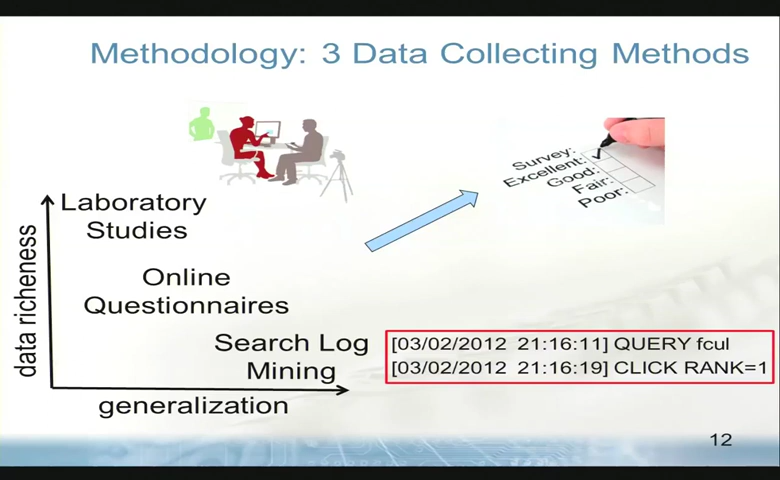 Methodology: 3 Data Collecting Methods
Survey:
Excellent:
Good:
Fair:
Poor:
Laboratory
Studies
Online
Questionnaires
Search Log
Mining
[03/02/2012 21:16:11] QUERY fcul
[03/02/2012 21:16:19] CLICK RANK=1
data richeness
generalization
12